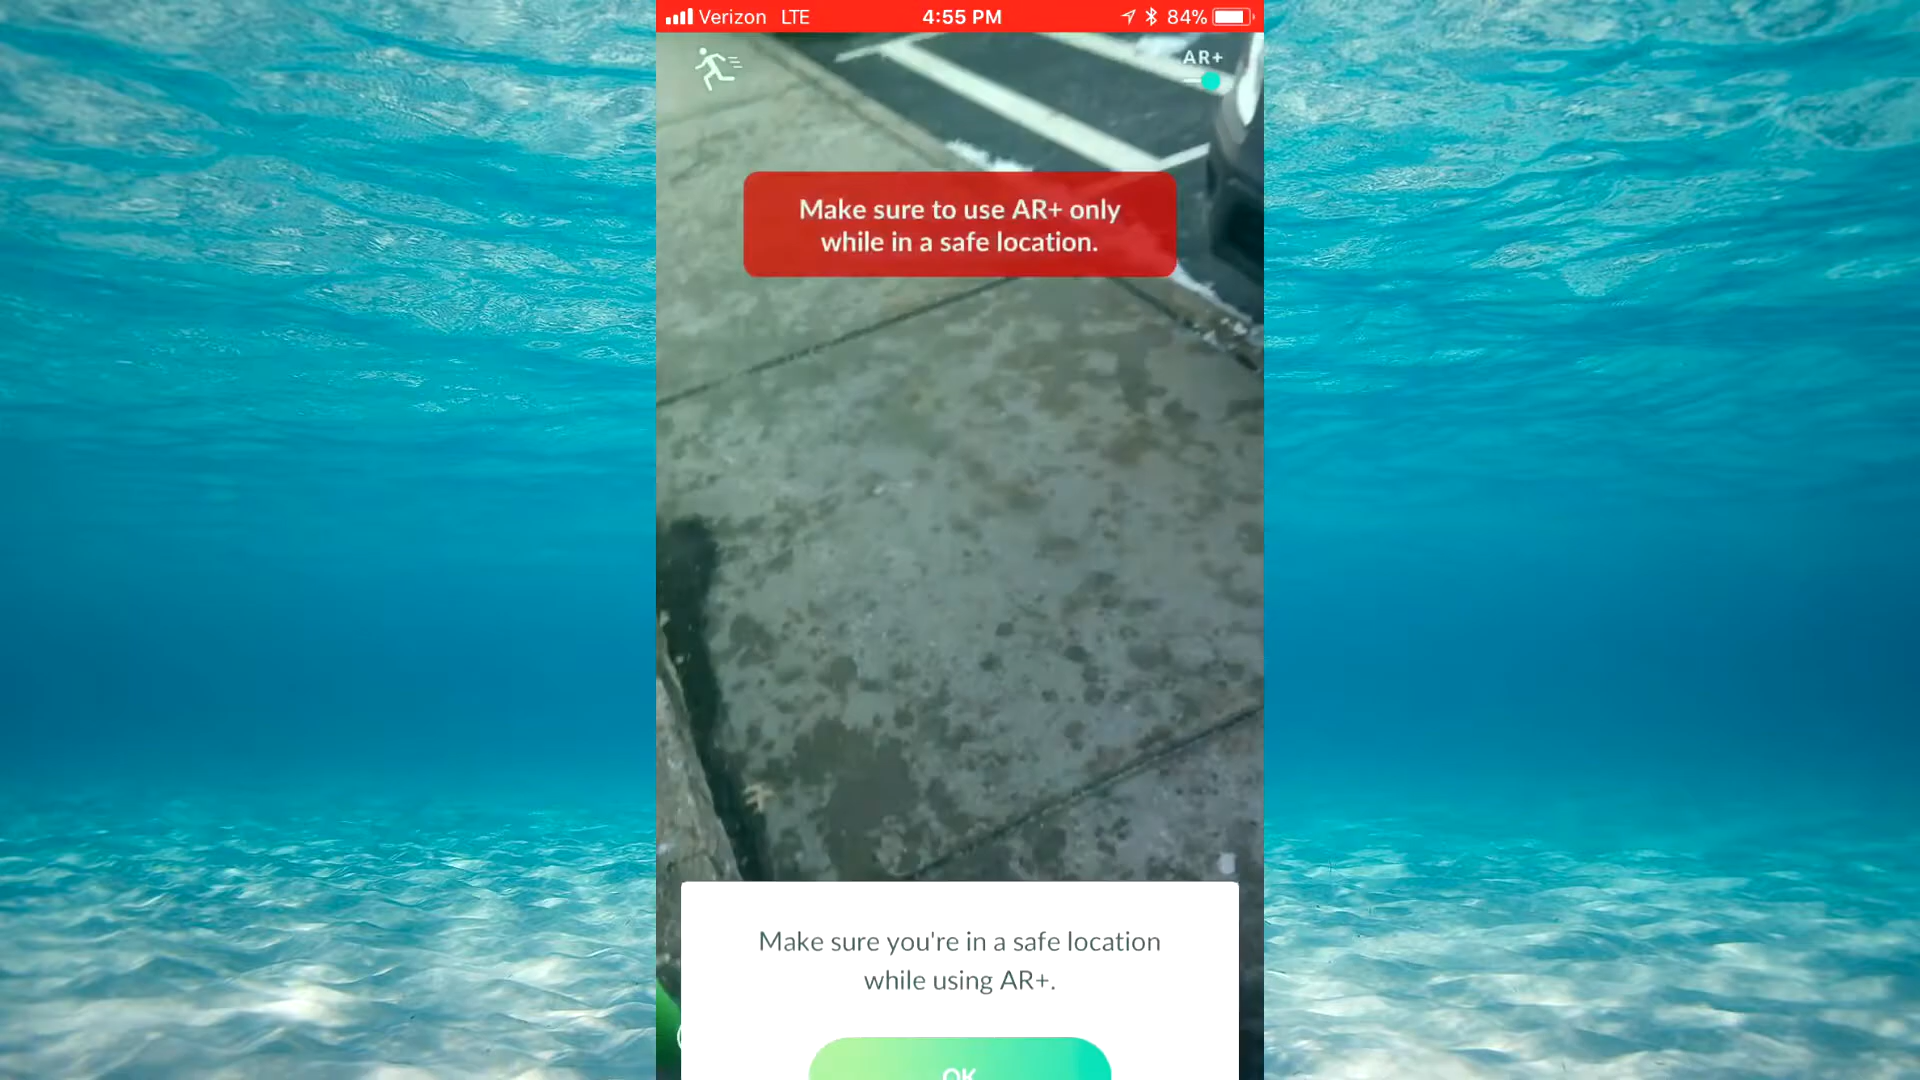 Verizon LTE 4:55 PM 84%
AR+
Make sure to use AR+ only
while in a safe location.
Make sure you're in a safe location
while using AR+.
OK